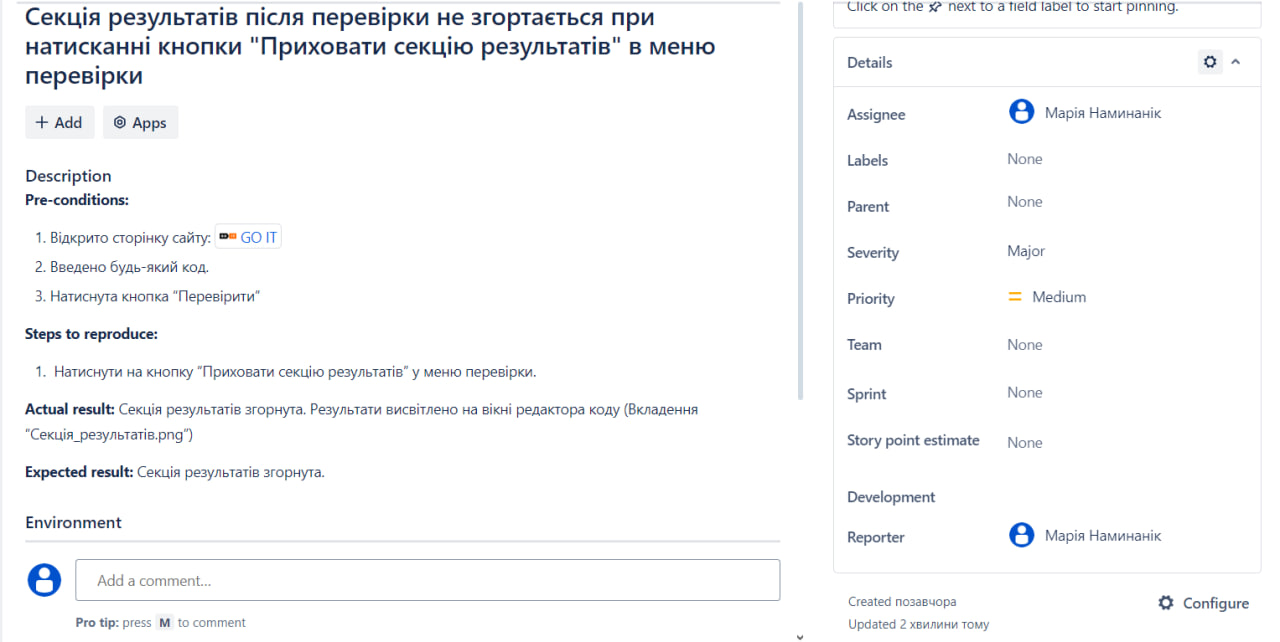 Секція результатів після перевірки не згортається при
натисканні кнопки "Приховати секцію результатів" в меню
перевірки
+ Add
Apps
Description
Pre-conditions:
1. Відкрито сторінку сайту: GO IT
2. Введено будь-який код.
3. Натиснута кнопка “Перевірити”
Steps to reproduce:
1. Натиснути на кнопку “Приховати секцію результатів” у меню перевірки.
Actual result: Секція результатів згорнута. Результати висвітлено на вікні редактора коду (Вкладення
“Секція_результатів.png”)
Expected result: Секція результатів згорнута.
Environment
Add a comment...
Pro tip: press M to comment
Click on the next to a field label to start pinning.
Details
Assignee Марія Наминанік
Labels None
Parent None
Severity Major
Priority Medium
Team None
Sprint None
Story point estimate None
Development
Reporter Марія Наминанік
Created позавчора
Configure
Updated 2 хвилини тому